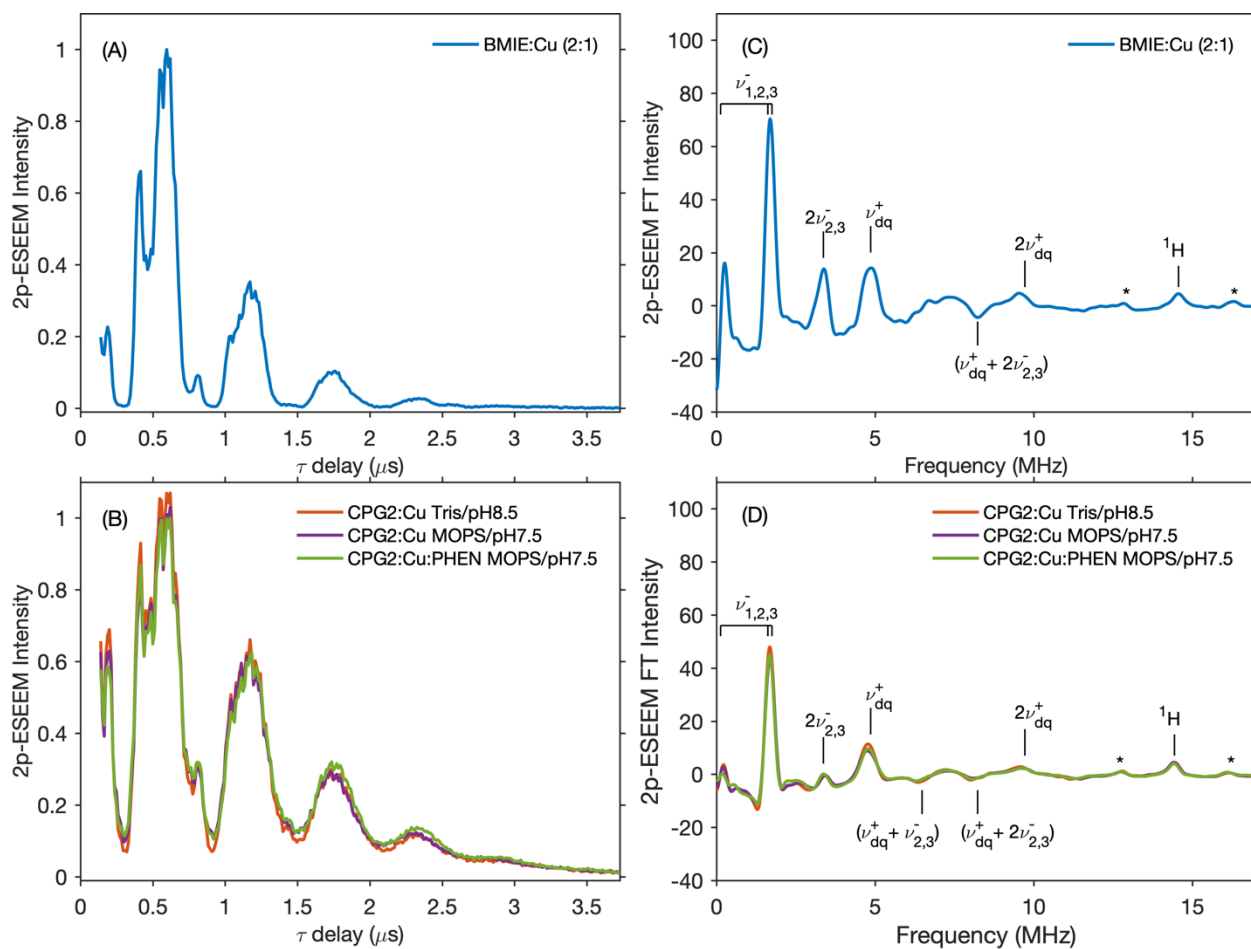 (A)
BMIE:Cu (2:1)
2p-ESEEM Intensity
1
0.8
0.6
0.4
0.2
0
0 0.5 1 1.5 2 2.5 3 3.5
τ delay (μs)
(C)
BMIE:Cu (2:1)
2p-ESEEM FT Intensity
100
80
60
40
20
0
-20
-40
ν⁻1,2,3
2ν⁻2,3
ν⁺dq
2ν⁺dq
¹H
*
*
(ν⁺dq + 2ν⁻2,3)
0 5 10 15
Frequency (MHz)
(B)
CPG2:Cu Tris/pH8.5
CPG2:Cu MOPS/pH7.5
CPG2:Cu:PHEN MOPS/pH7.5
2p-ESEEM Intensity
1
0.8
0.6
0.4
0.2
0
0 0.5 1 1.5 2 2.5 3 3.5
τ delay (μs)
(D)
CPG2:Cu Tris/pH8.5
CPG2:Cu MOPS/pH7.5
CPG2:Cu:PHEN MOPS/pH7.5
2p-ESEEM FT Intensity
100
80
60
40
20
0
-20
-40
ν⁻1,2,3
2ν⁻2,3
ν⁺dq
2ν⁺dq
¹H
*
*
(ν⁺dq + ν⁻2,3)
(ν⁺dq + 2ν⁻2,3)
0 5 10 15
Frequency (MHz)